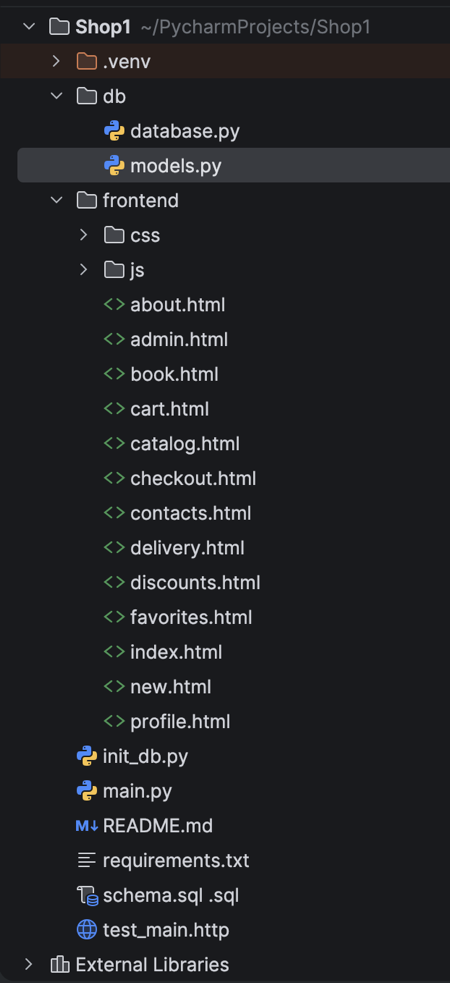 Shop1 ~/PycharmProjects/Shop1
.venv
db
database.py
models.py
frontend
css
js
about.html
admin.html
book.html
cart.html
catalog.html
checkout.html
contacts.html
delivery.html
discounts.html
favorites.html
index.html
new.html
profile.html
init_db.py
main.py
M↓ README.md
requirements.txt
schema.sql .sql
test_main.http
External Libraries